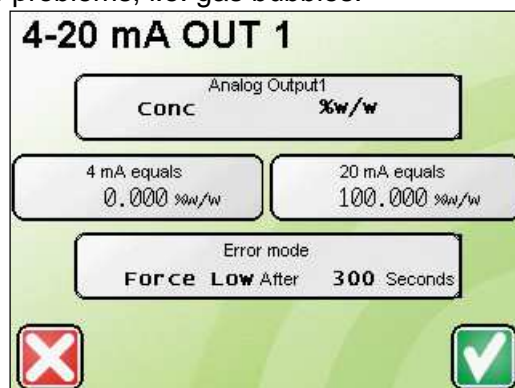 problems, i.e. gas bubbles.
4-20 mA OUT 1
Analog Output1
Conc %w/w
4 mA equals
0.000 %w/w
20 mA equals
100.000 %w/w
Error mode
Force Low After 300 Seconds